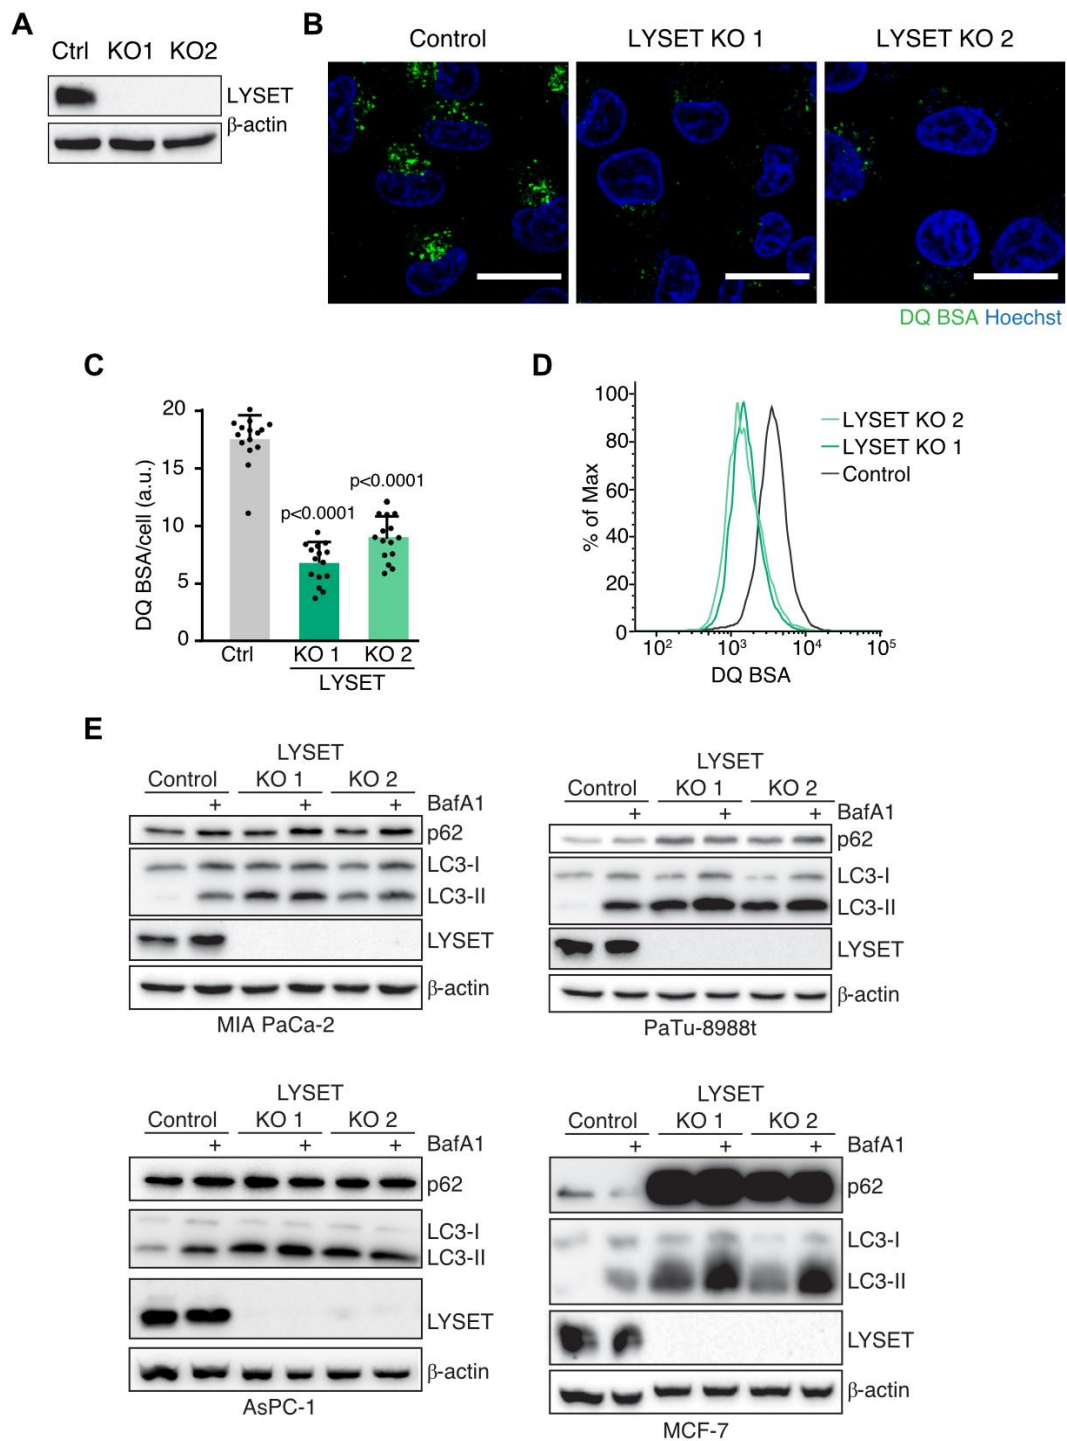 A
Ctrl KO1 KO2
LYSET
β-actin
B
Control LYSET KO 1 LYSET KO 2
DQ BSA Hoechst
C
DQ BSA/cell (a.u.)
20
15
10
5
0
p<0.0001
p<0.0001
Ctrl KO 1 KO 2
LYSET
D
% of Max
100
80
60
40
20
0
10² 10³ 10⁴ 10⁵
DQ BSA
LYSET KO 2
LYSET KO 1
Control
E
LYSET
Control KO 1 KO 2
+ + + BafA1
p62
LC3-I
LC3-II
LYSET
β-actin
MIA PaCa-2
LYSET
Control KO 1 KO 2
+ + + BafA1
p62
LC3-I
LC3-II
LYSET
β-actin
PaTu-8988t
LYSET
Control KO 1 KO 2
+ + + BafA1
p62
LC3-I
LC3-II
LYSET
β-actin
AsPC-1
LYSET
Control KO 1 KO 2
+ + + BafA1
p62
LC3-I
LC3-II
LYSET
β-actin
MCF-7